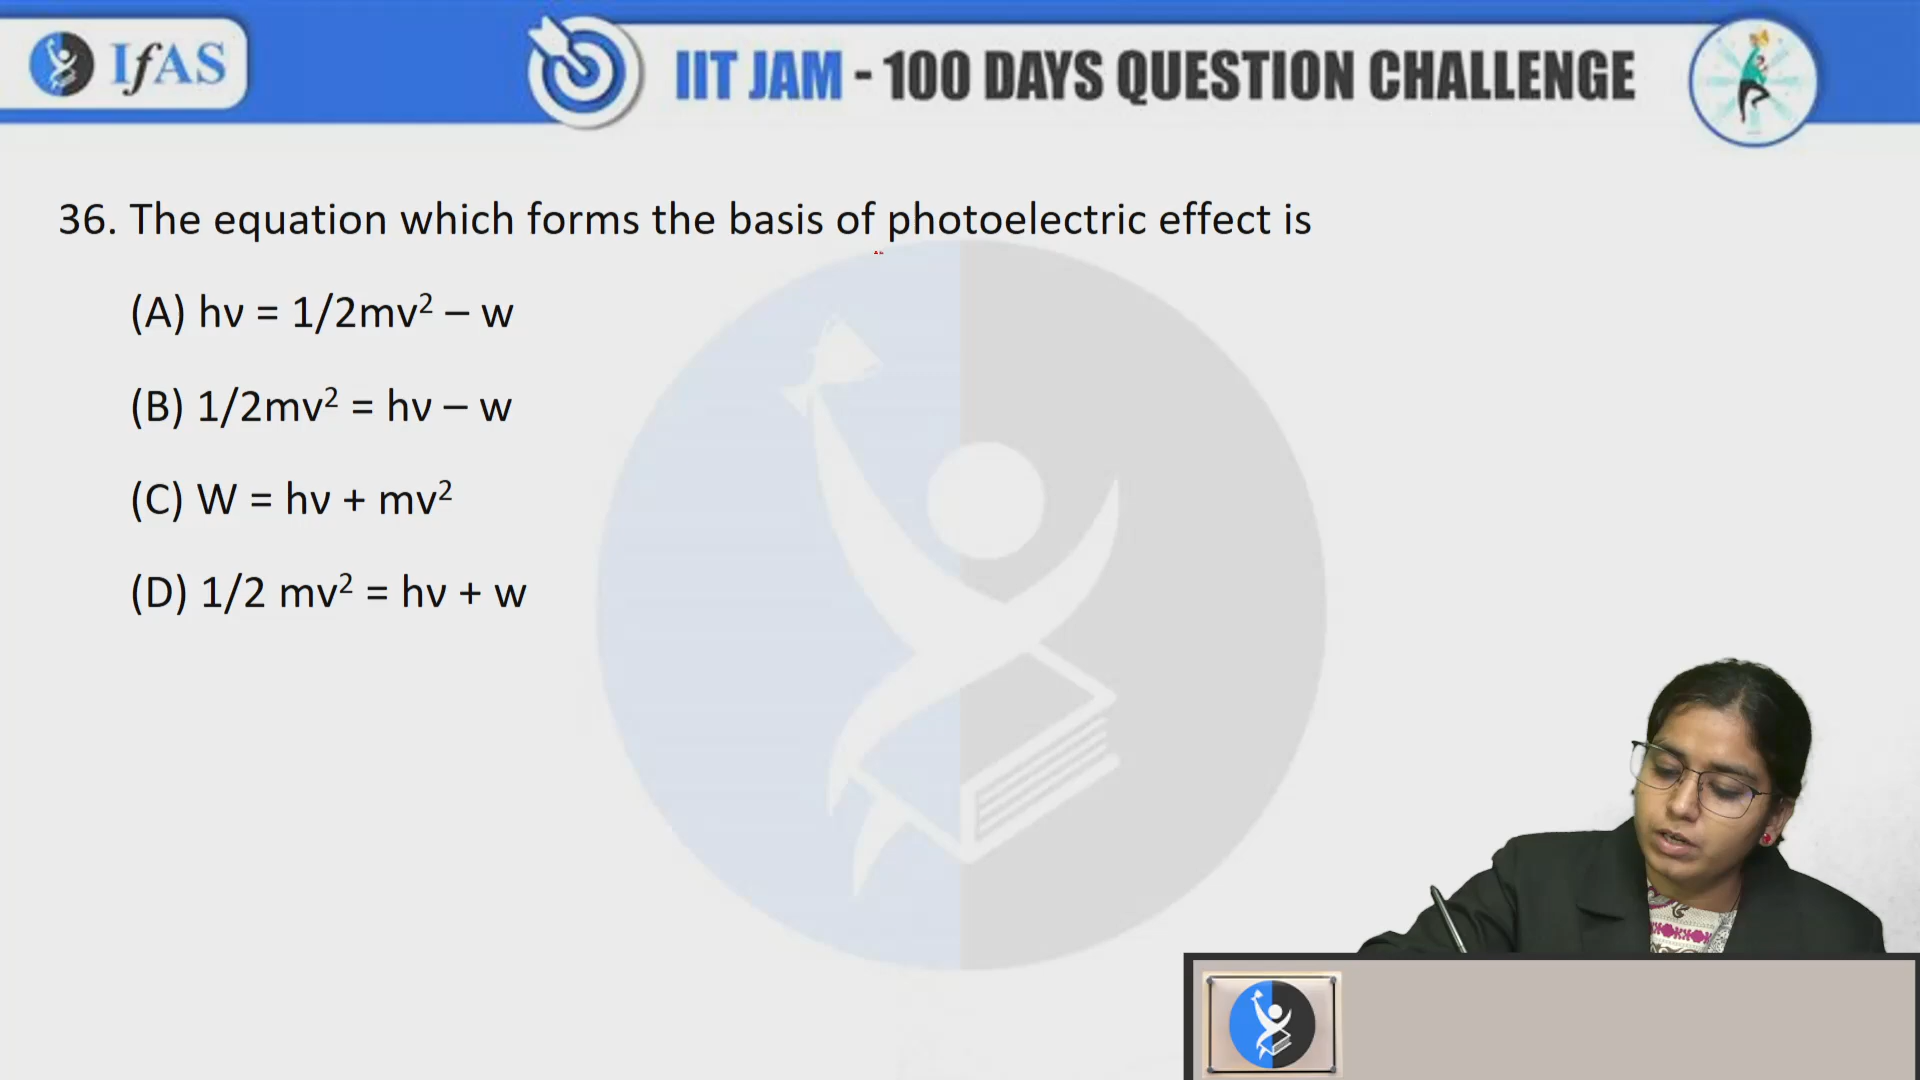 IfAS
IIT JAM - 100 DAYS QUESTION CHALLENGE
36. The equation which forms the basis of photoelectric effect is
(A) hν = 1/2mv² – w
(B) 1/2mv² = hν – w
(C) W = hν + mv²
(D) 1/2 mv² = hν + w